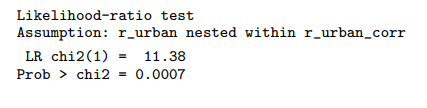 Likelihood-ratio test
Assumption: r_urban nested within r_urban_corr
LR chi2(1) = 11.38
Prob > chi2 = 0.0007